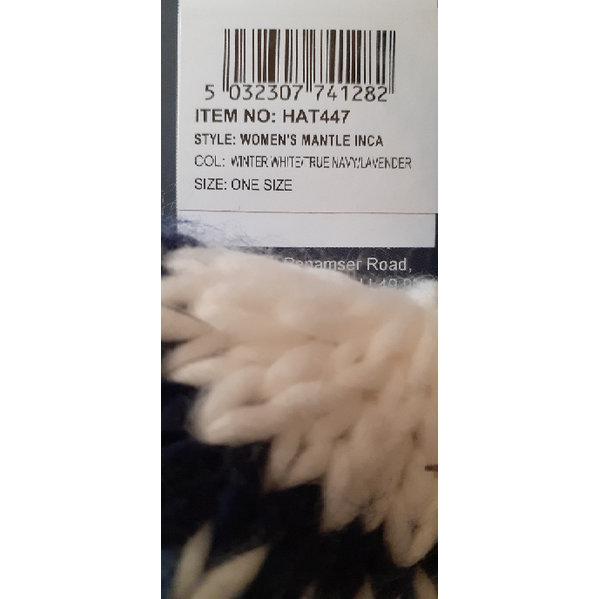 5 032307 741282
ITEM NO: HAT447
STYLE: WOMEN'S MANTLE INCA
COL: WINTER WHITE/TRUE NAVY/LAVENDER
SIZE: ONE SIZE
Road,